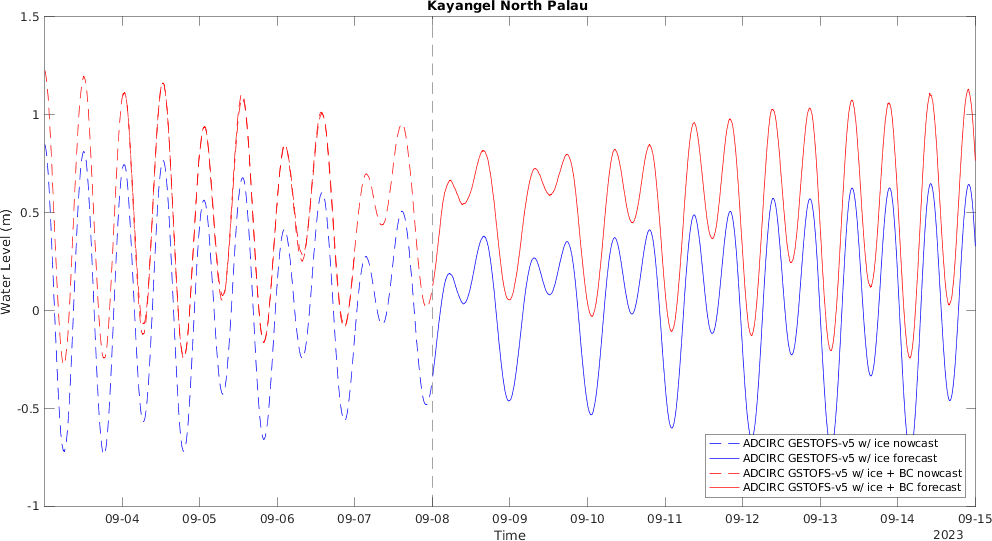 Kayangel North Palau
1.5
1
0.5
0
-0.5
-1
Water Level (m)
ADCIRC GESTOFS-v5 w/ ice nowcast
ADCIRC GESTOFS-v5 w/ ice forecast
ADCIRC GSTOFS-v5 w/ ice + BC nowcast
ADCIRC GSTOFS-v5 w/ ice + BC forecast
09-04 09-05 09-06 09-07 09-08 09-09 09-10 09-11 09-12 09-13 09-14 09-15
Time
2023